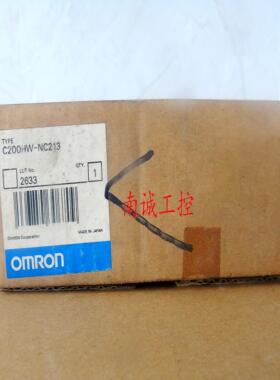 TYPE
C200HW-NC213
LOT No. QTY.
2633 1
OMRON Corporation MADE IN JAPAN
OMRON
南诚工控